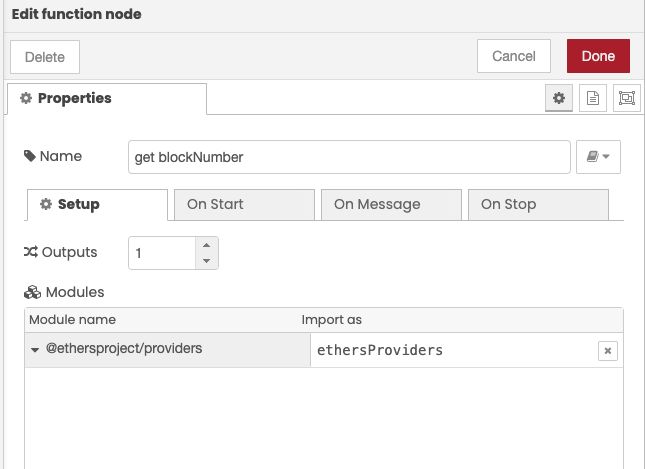 Edit function node
Delete
Cancel
Done
Properties
Name
get blockNumber
Setup
On Start
On Message
On Stop
Outputs
1
Modules
Module name
Import as
@ethersproject/providers
ethersProviders